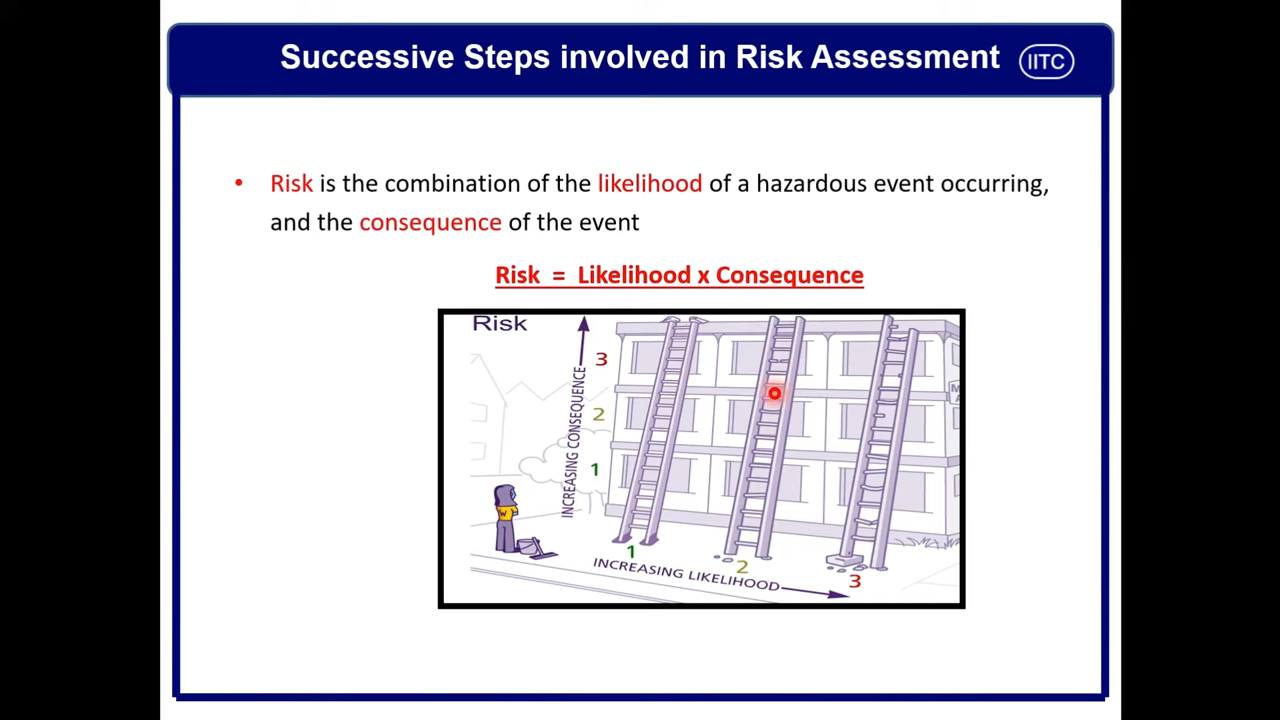 Successive Steps involved in Risk Assessment
IITC
• Risk is the combination of the likelihood of a hazardous event occurring,
and the consequence of the event
Risk = Likelihood x Consequence
Risk
INCREASING CONSEQUENCE
3
2
1
1
2
3
INCREASING LIKELIHOOD